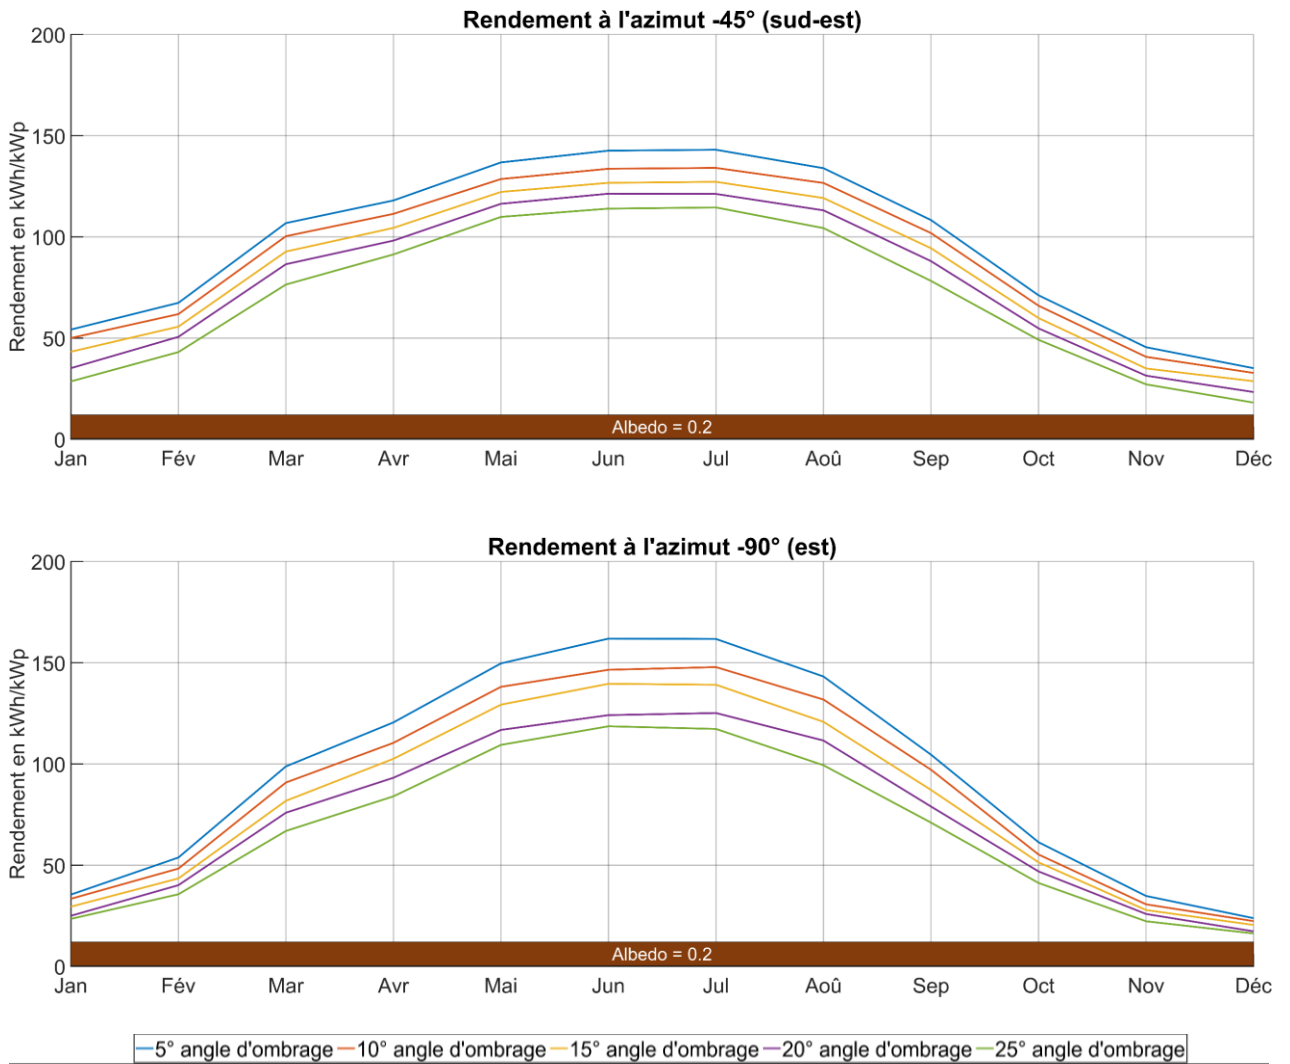 Rendement à l'azimut -45° (sud-est)
200
150
100
50
0
Rendement en kWh/kWp
Albedo = 0.2
Jan Fév Mar Avr Mai Jun Jul Aoû Sep Oct Nov Déc
Rendement à l'azimut -90° (est)
200
150
100
50
0
Rendement en kWh/kWp
Albedo = 0.2
Jan Fév Mar Avr Mai Jun Jul Aoû Sep Oct Nov Déc
5° angle d'ombrage 10° angle d'ombrage 15° angle d'ombrage 20° angle d'ombrage 25° angle d'ombrage